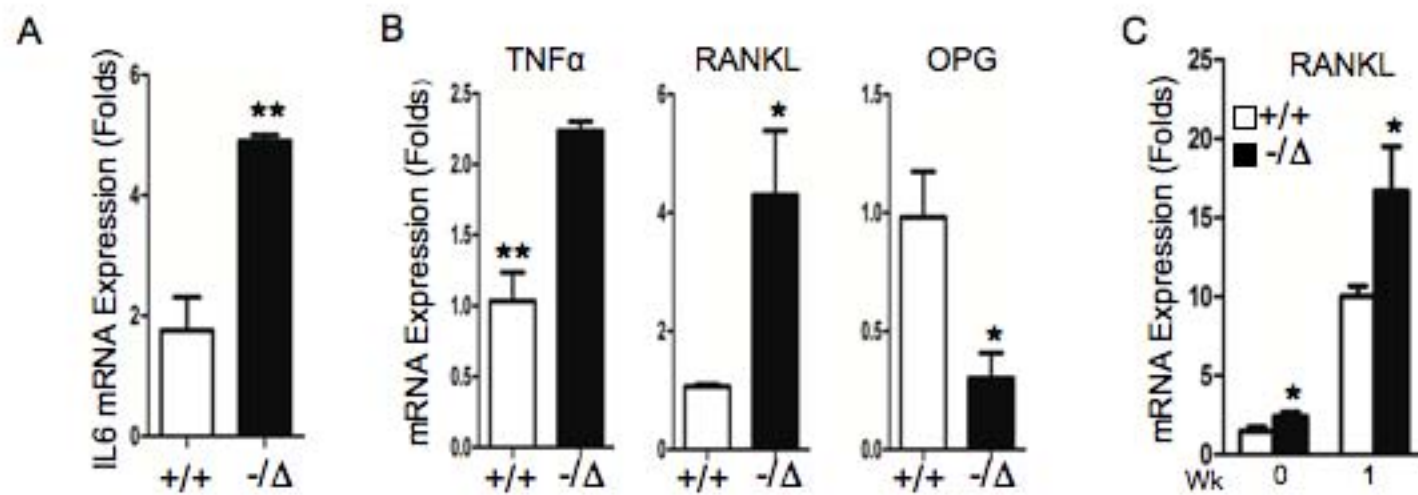 A
IL6 mRNA Expression (Folds)
6
4
2
0
**
+/+ -/Δ
B
mRNA Expression (Folds)
TNFα
2.5
2.0
1.5
1.0
0.5
0.0
**
+/+ -/Δ
RANKL
6
4
2
0
*
+/+ -/Δ
OPG
1.5
1.0
0.5
0.0
*
+/+ -/Δ
C
mRNA Expression (Folds)
RANKL
25
20
15
10
5
0
+/+
-/Δ
*
*
Wk 0 1